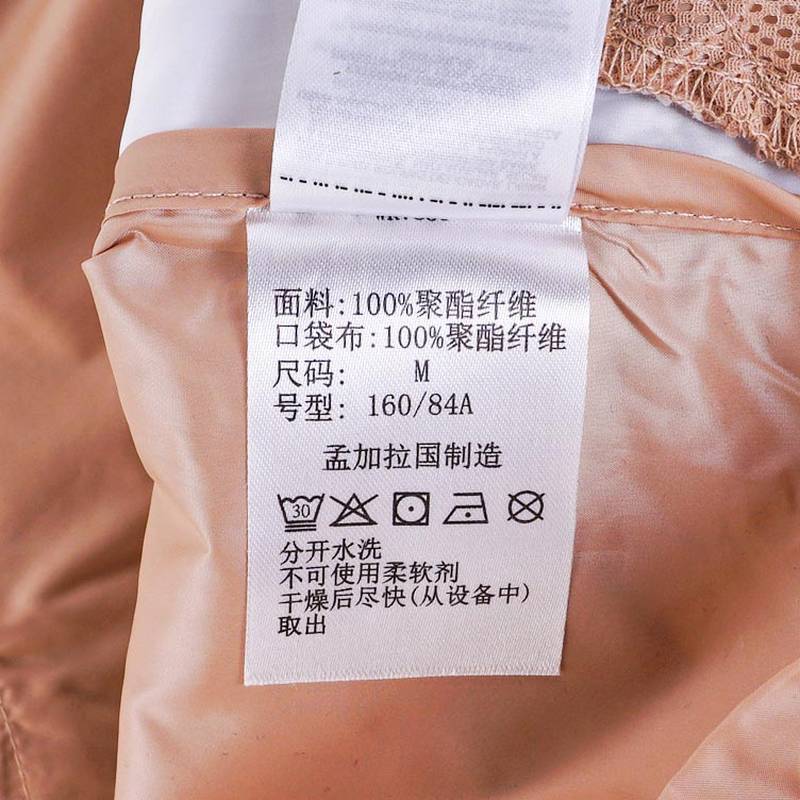 面料:100%聚酯纤维
口袋布:100%聚酯纤维
尺码: M
号型: 160/84A
孟加拉国制造
30
分开水洗
不可使用柔软剂
干燥后尽快(从设备中)
取出